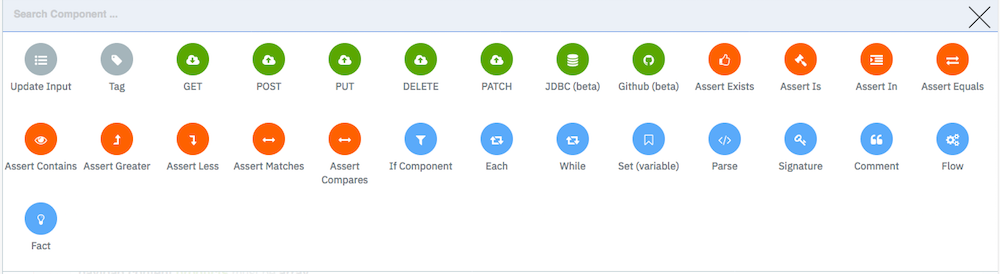 Search Component ...
Update Input
Tag
GET
POST
PUT
DELETE
PATCH
JDBC (beta)
Github (beta)
Assert Exists
Assert Is
Assert In
Assert Equals
Assert Contains
Assert Greater
Assert Less
Assert Matches
Assert
Compares
If Component
Each
While
Set (variable)
Parse
Signature
Comment
Flow
Fact